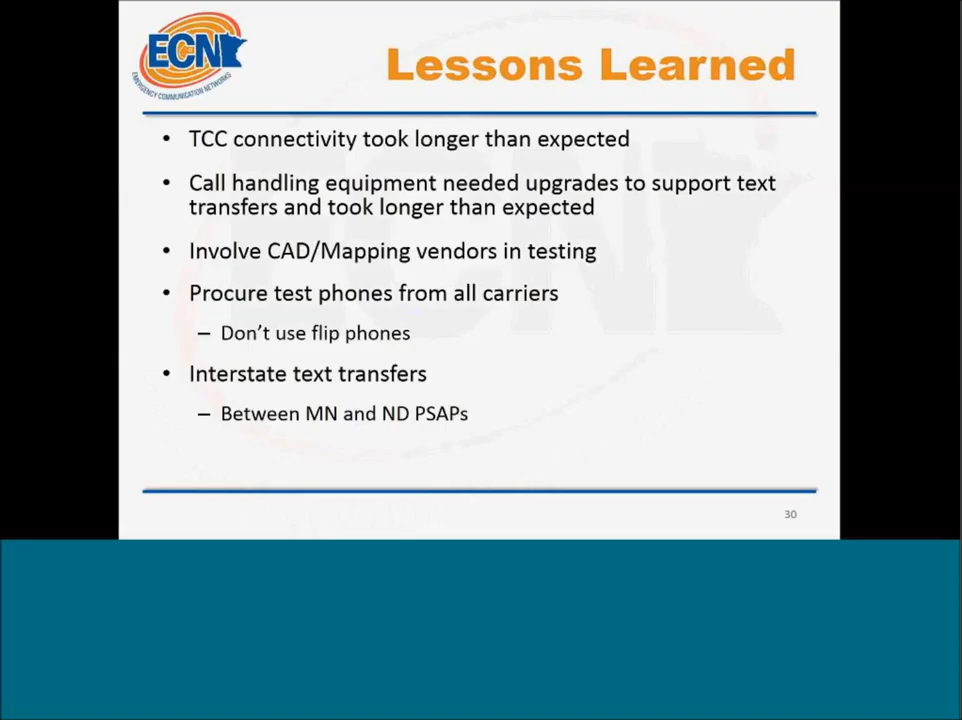 ECN
EMERGENCY COMMUNICATION NETWORKS
Lessons Learned
• TCC connectivity took longer than expected
• Call handling equipment needed upgrades to support text
transfers and took longer than expected
• Involve CAD/Mapping vendors in testing
• Procure test phones from all carriers
– Don't use flip phones
• Interstate text transfers
– Between MN and ND PSAPs
30